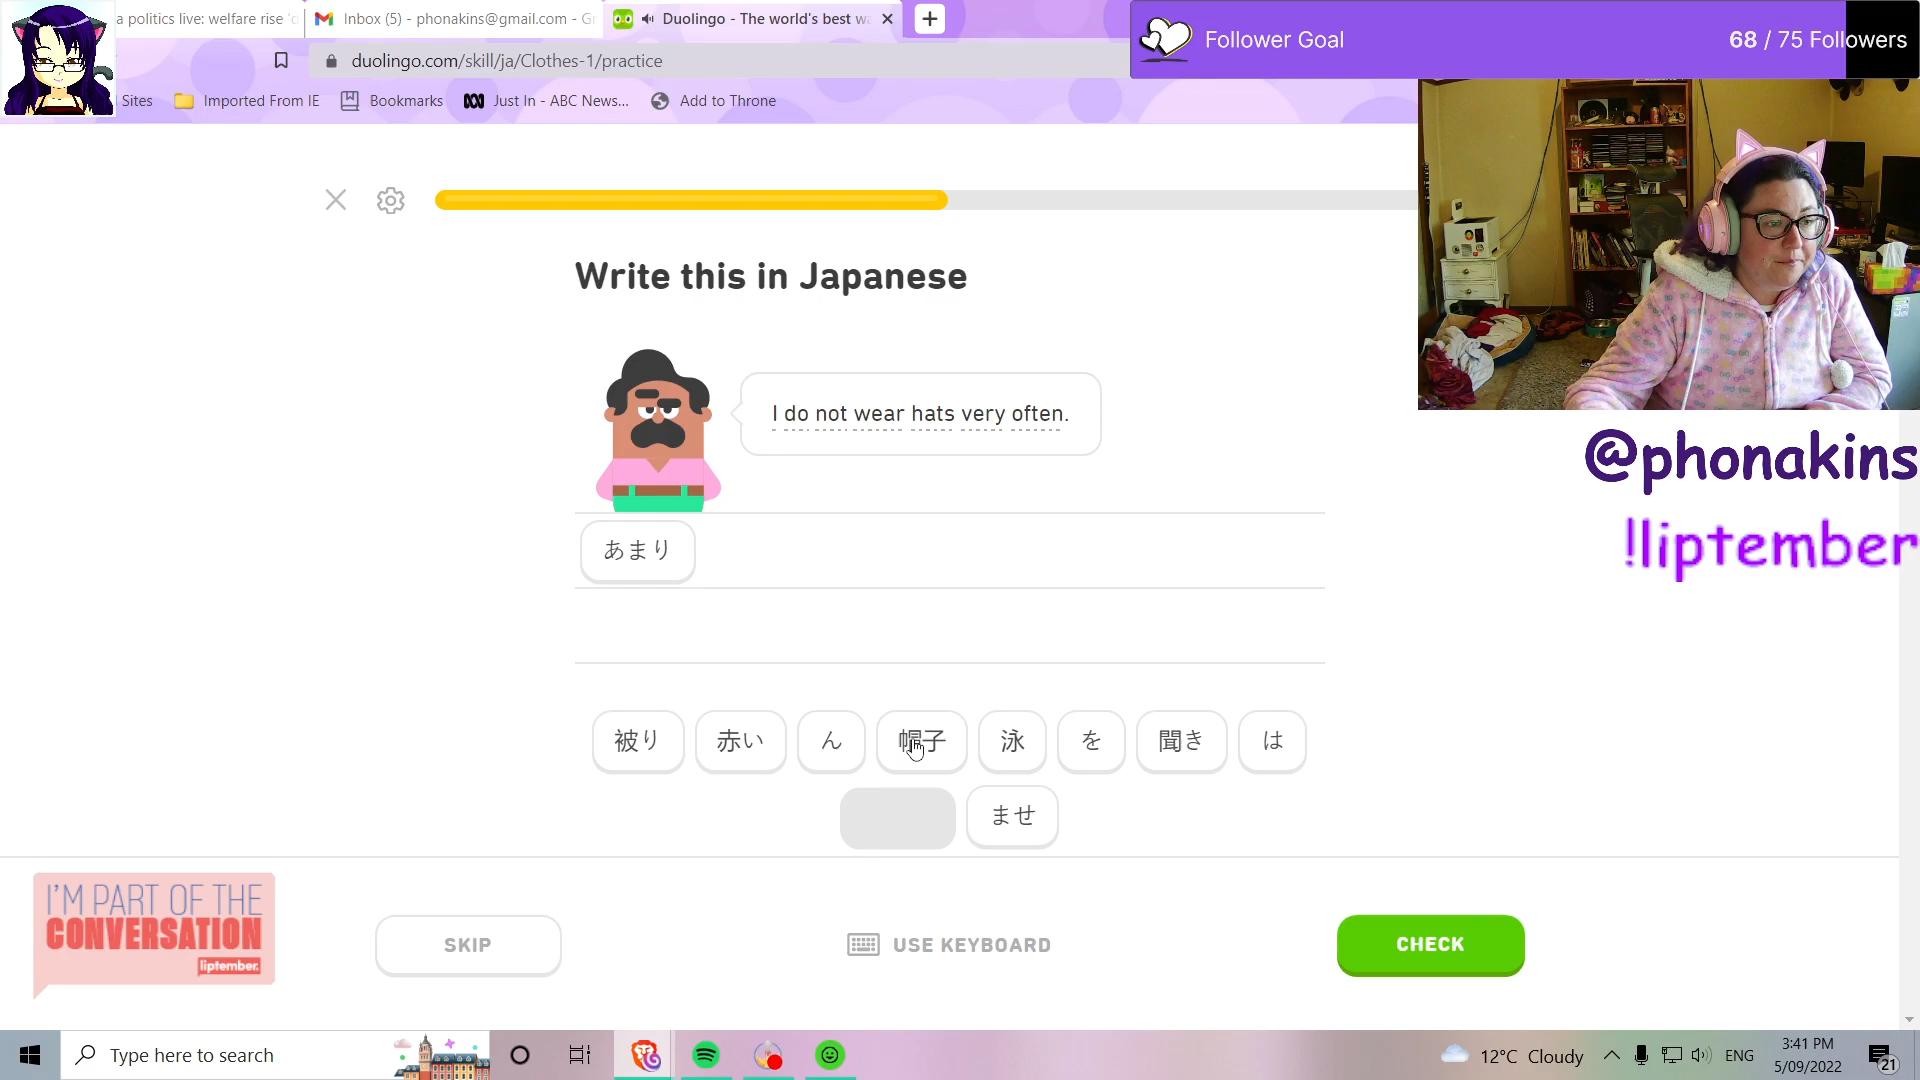 a politics live: welfare rise 'd
Inbox (5) - phonakins@gmail.com - G
Duolingo - The world's best wa
Follower Goal
68 / 75 Followers
duolingo.com/skill/ja/Clothes-1/practice
Sites
Imported From IE
Bookmarks
Just In - ABC News...
Add to Throne
Write this in Japanese
I do not wear hats very often.
@phonakins
!liptember
あまり
被り
赤い
ん
帽子
泳
を
聞き
は
ませ
I'M PART OF THE
CONVERSATION
liptember.
SKIP
USE KEYBOARD
CHECK
Type here to search
12°C Cloudy
ENG
3:41 PM
5/09/2022
21